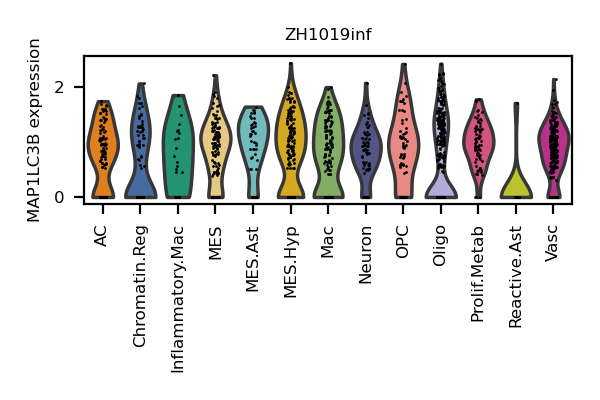 ZH1019inf
MAP1LC3B expression
2
0
AC
Chromatin.Reg
Inflammatory.Mac
MES
MES.Ast
MES.Hyp
Mac
Neuron
OPC
Oligo
Prolif.Metab
Reactive.Ast
Vasc